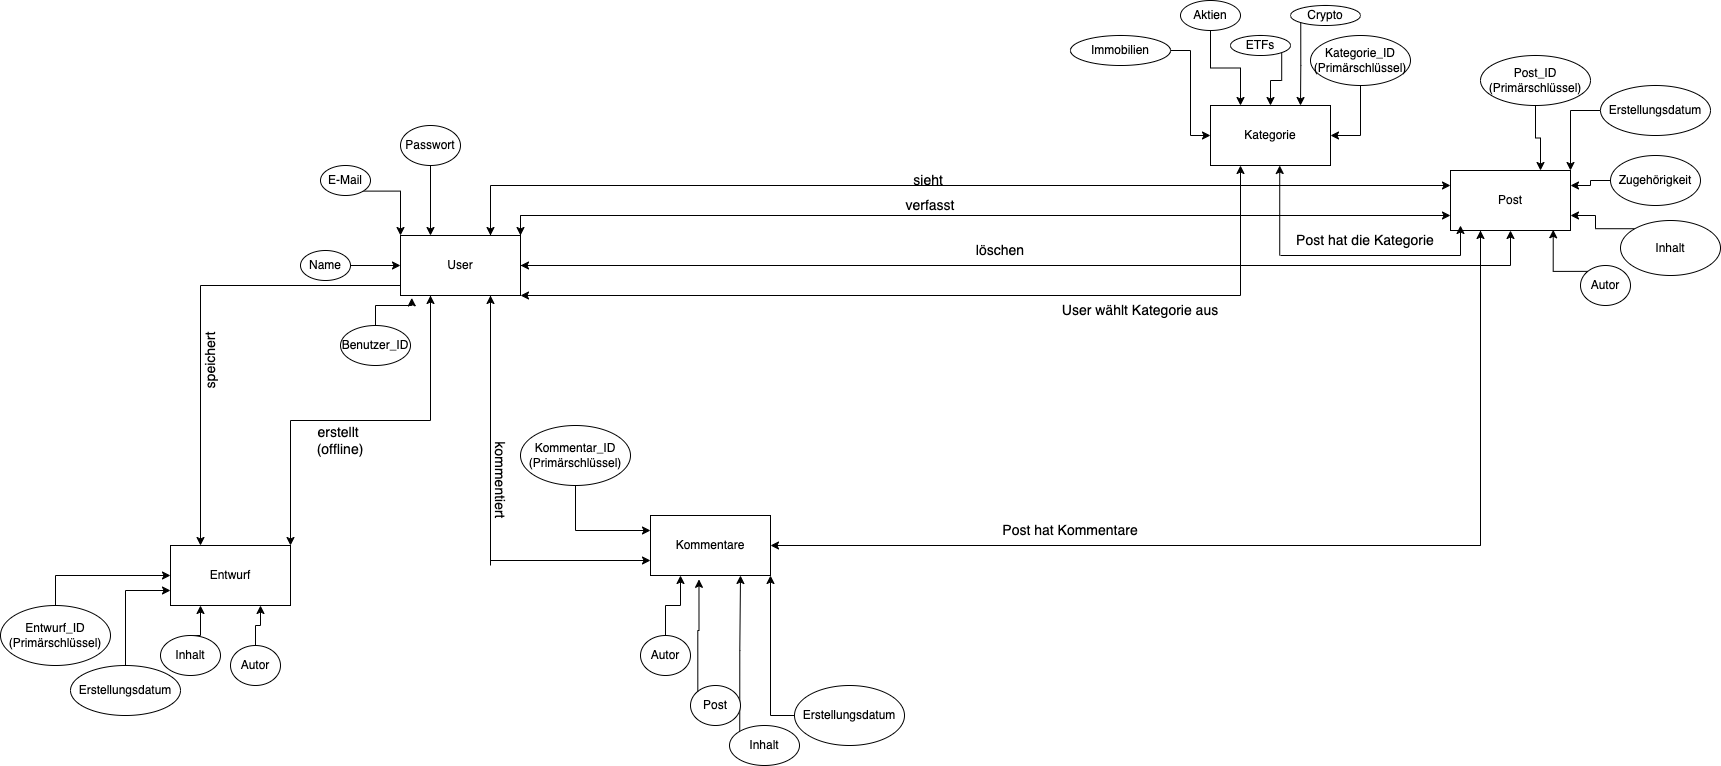 Aktien
Crypto
Immobilien
ETFs
Kategorie_ID
(Primärschlüssel)
Post_ID
(Primärschlüssel)
Erstellungsdatum
Kategorie
Passwort
E-Mail
sieht
Zugehörigkeit
verfasst
Post
Post hat die Kategorie
Inhalt
löschen
Name
User
Autor
User wählt Kategorie aus
Benutzer_ID
speichert
erstellt
(offline)
kommentiert
Kommentar_ID
(Primärschlüssel)
Post hat Kommentare
Kommentare
Entwurf
Entwurf_ID
(Primärschlüssel)
Inhalt
Autor
Erstellungsdatum
Autor
Post
Erstellungsdatum
Inhalt